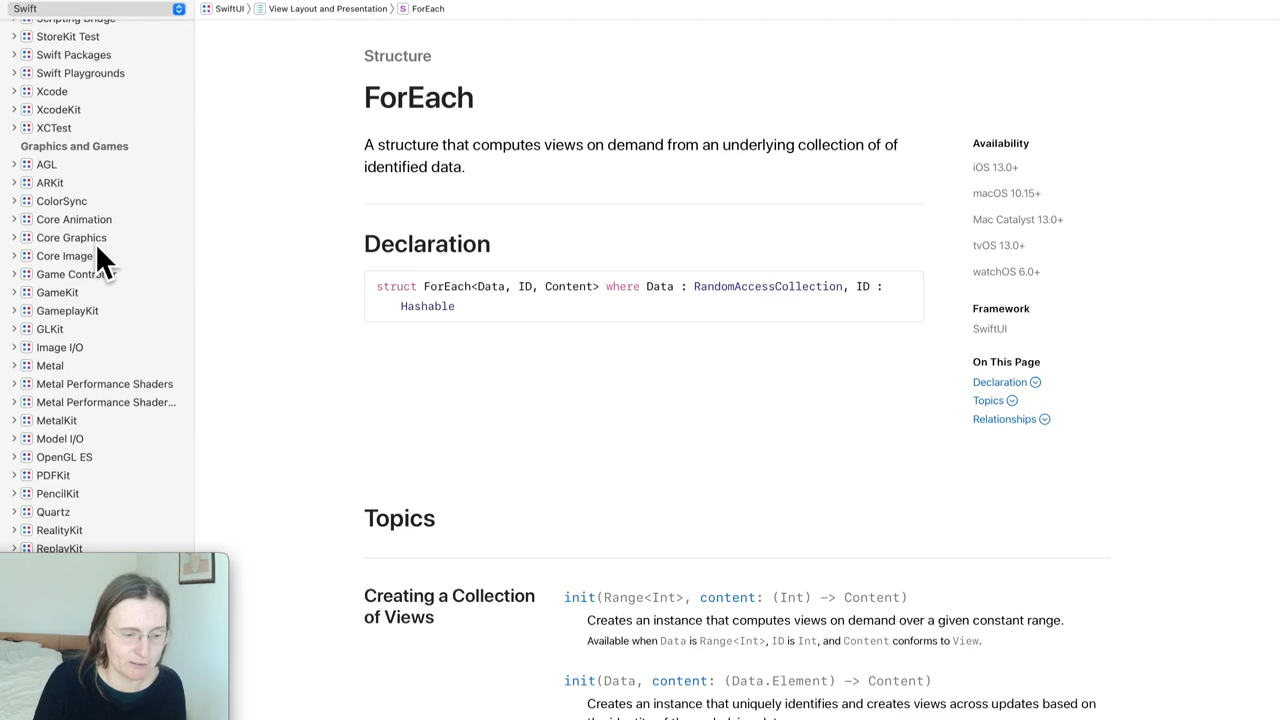 Swift
SwiftUI
View Layout and Presentation
S ForEach
Scripting Bridge
StoreKit Test
Swift Packages
Swift Playgrounds
Xcode
XcodeKit
XCTest
Graphics and Games
AGL
ARKit
ColorSync
Core Animation
Core Graphics
Core Image
Game Contr
GameKit
GameplayKit
GLKit
Image I/O
Metal
Metal Performance Shaders
Metal Performance Shader...
MetalKit
Model I/O
OpenGL ES
PDFKit
PencilKit
Quartz
RealityKit
ReplayKit
Structure
ForEach
A structure that computes views on demand from an underlying collection of of
identified data.
Declaration
struct ForEach<Data, ID, Content> where Data : RandomAccessCollection, ID :
Hashable
Availability
iOS 13.0+
macOS 10.15+
Mac Catalyst 13.0+
tvOS 13.0+
watchOS 6.0+
Framework
SwiftUI
On This Page
Declaration
Topics
Relationships
Topics
Creating a Collection
of Views
init(Range<Int>, content: (Int) -> Content)
Creates an instance that computes views on demand over a given constant range.
Available when Data is Range<Int>, ID is Int, and Content conforms to View.
init(Data, content: (Data.Element) -> Content)
Creates an instance that uniquely identifies and creates views across updates based on